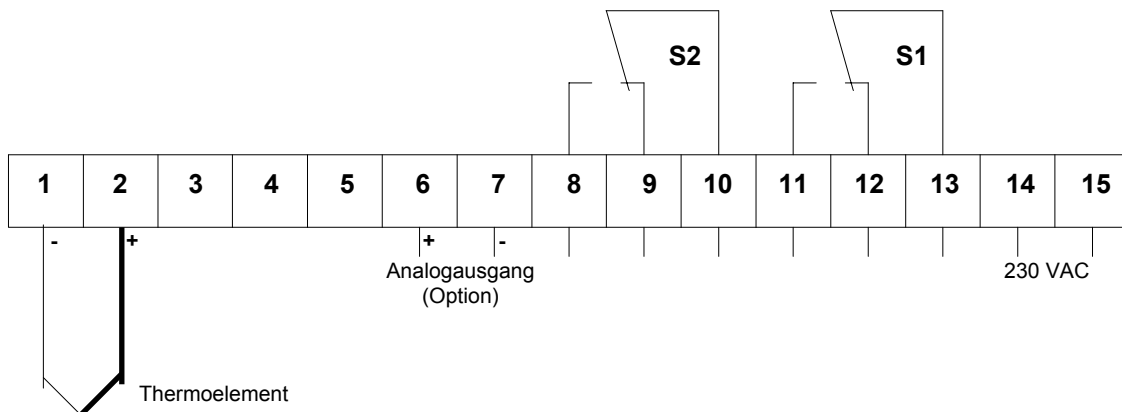 S2 S1
1 2 3 4 5 6 7 8 9 10 11 12 13 14 15
- + + -
Analogausgang 230 VAC
(Option)
Thermoelement